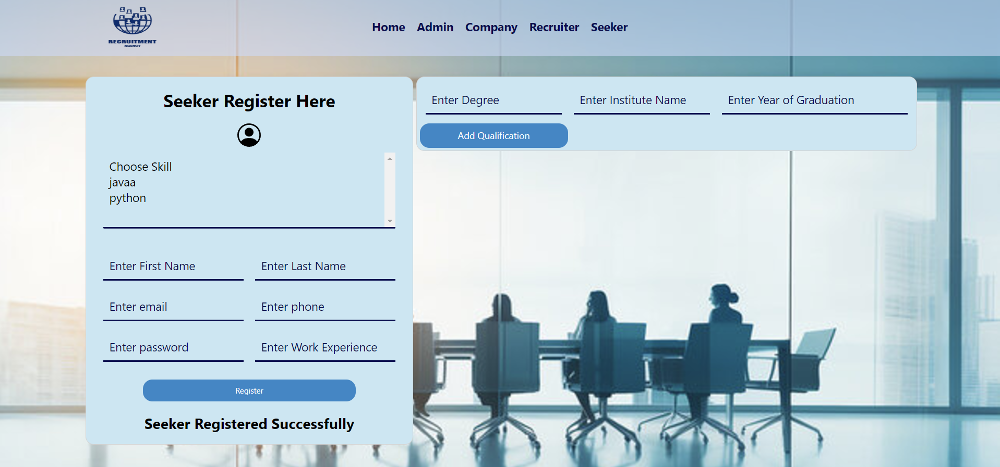 RECRUITMENT
AGENCY
Home Admin Company Recruiter Seeker
Seeker Register Here
Choose Skill
javaa
python
Enter First Name Enter Last Name
Enter email Enter phone
Enter password Enter Work Experience
Register
Seeker Registered Successfully
Enter Degree Enter Institute Name Enter Year of Graduation
Add Qualification